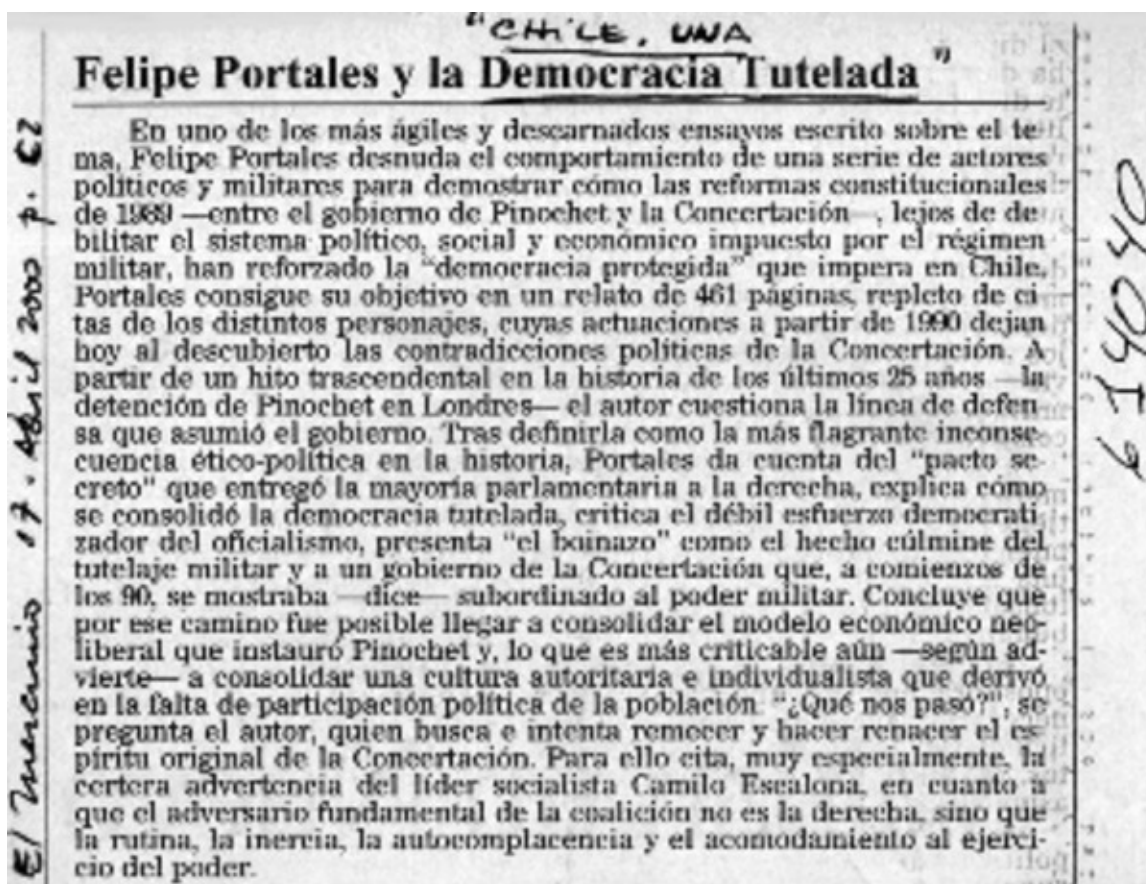 "CHILE, UNA
Felipe Portales y la Democracia Tutelada"
En uno de los más ágiles y descarnados ensayos escrito sobre el te
ma, Felipe Portales desnuda el comportamiento de una serie de actores
políticos y militares para demostrar cómo las reformas constitucionales
de 1989 —entre el gobierno de Pinochet y la Concertación—, lejos de de
bilitar el sistema político, social y económico impuesto por el régimen
militar, han reforzado la "democracia protegida" que impera en Chile.
Portales consigue su objetivo en un relato de 461 páginas, repleto de ci
tas de los distintos personajes, cuyas actuaciones a partir de 1990 dejan
hoy al descubierto las contradicciones políticas de la Concertación. A
partir de un hito trascendental en la historia de los últimos 25 años —la
detención de Pinochet en Londres— el autor cuestiona la línea de defen
sa que asumió el gobierno. Tras definirla como la más flagrante inconse
cuencia ético-política en la historia, Portales da cuenta del "pacto se
creto" que entregó la mayoría parlamentaria a la derecha, explica cómo
se consolidó la democracia tutelada, critica el débil esfuerzo democrati
zador del oficialismo, presenta "el boinazo" como el hecho cúlmine del
tutelaje militar y a un gobierno de la Concertación que, a comienzos de
los 90, se mostraba —dice— subordinado al poder militar. Concluye que
por ese camino fue posible llegar a consolidar el modelo económico neo-
liberal que instauró Pinochet y, lo que es más criticable aún —según ad-
vierte— a consolidar una cultura autoritaria e individualista que derivó
en la falta de participación política de la población. "¿Qué nos pasó?", se
pregunta el autor, quien busca e intenta remecer y hacer renacer el es
píritu original de la Concertación. Para ello cita, muy especialmente, la
certera advertencia del líder socialista Camilo Escalona, en cuanto a
que el adversario fundamental de la coalición no es la derecha, sino que
la rutina, la inercia, la autocomplacencia y el acomodamiento al ejerci-
cio del poder.
El Mercurio 17. Abril 2000 p. C2